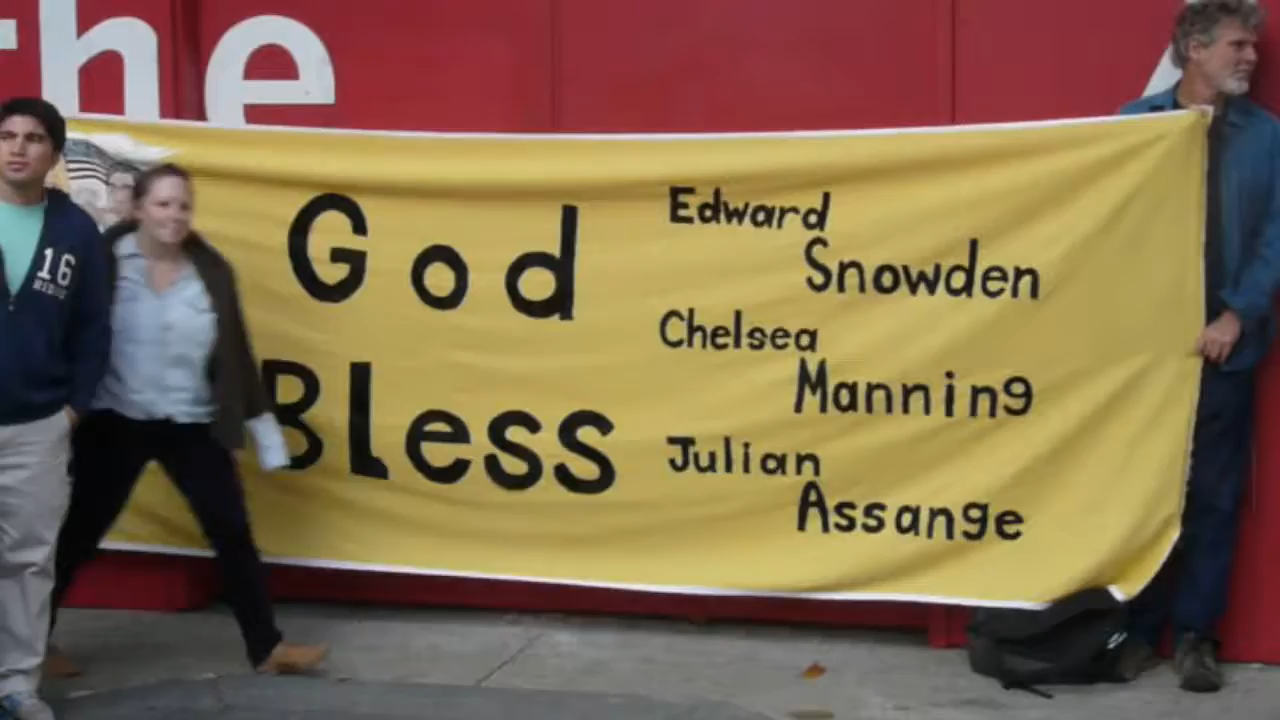 the
God
Bless
Edward
Snowden
Chelsea
Manning
Julian
Assange
16